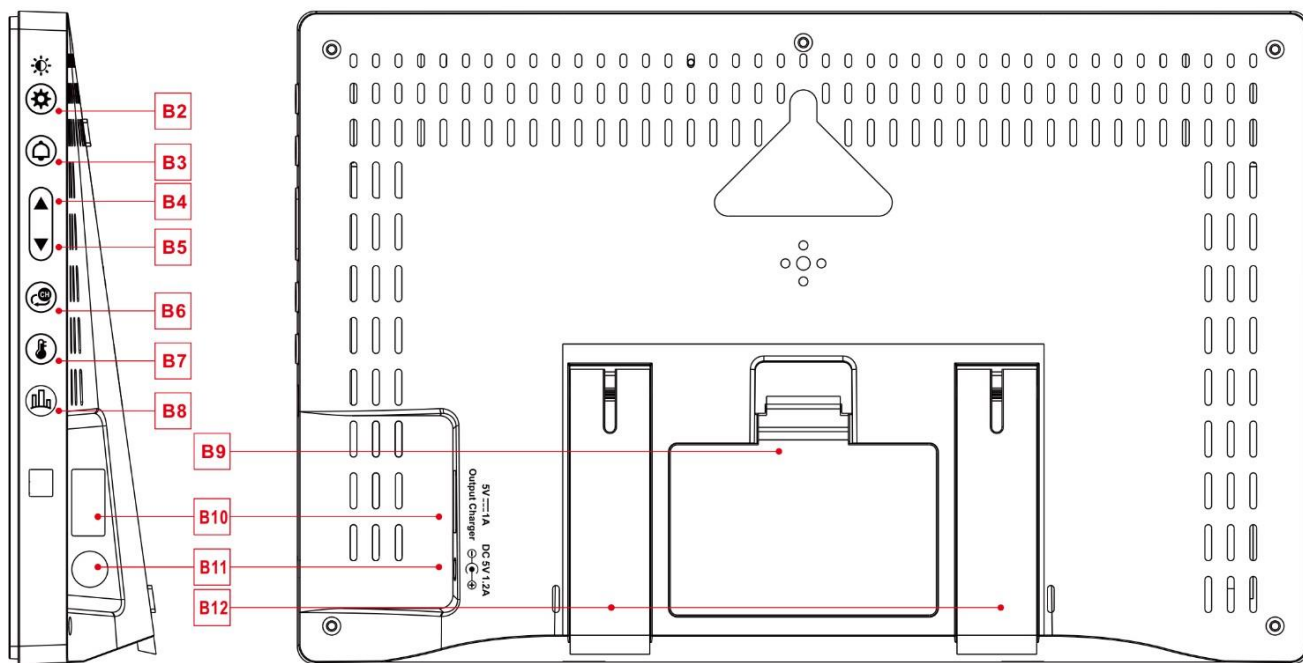 B2
B3
B4
B5
B6
CH
B7
B8
B9
B10
B11
B12
5V⎓1A
Output Charger
DC 5V 1.2A